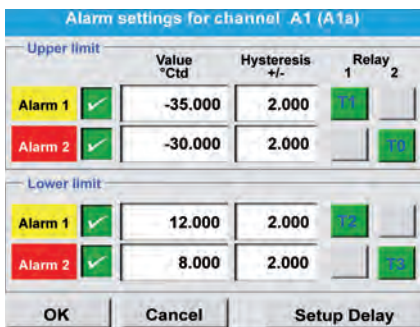 Alarm settings for channel A1 (A1a)
Upper limit
Value Hysteresis Relay
°Ctd +/- 1 2
Alarm 1 -35.000 2.000 T1
Alarm 2 -30.000 2.000 T0
Lower limit
Alarm 1 12.000 2.000 T2
Alarm 2 8.000 2.000 T3
OK Cancel Setup Delay